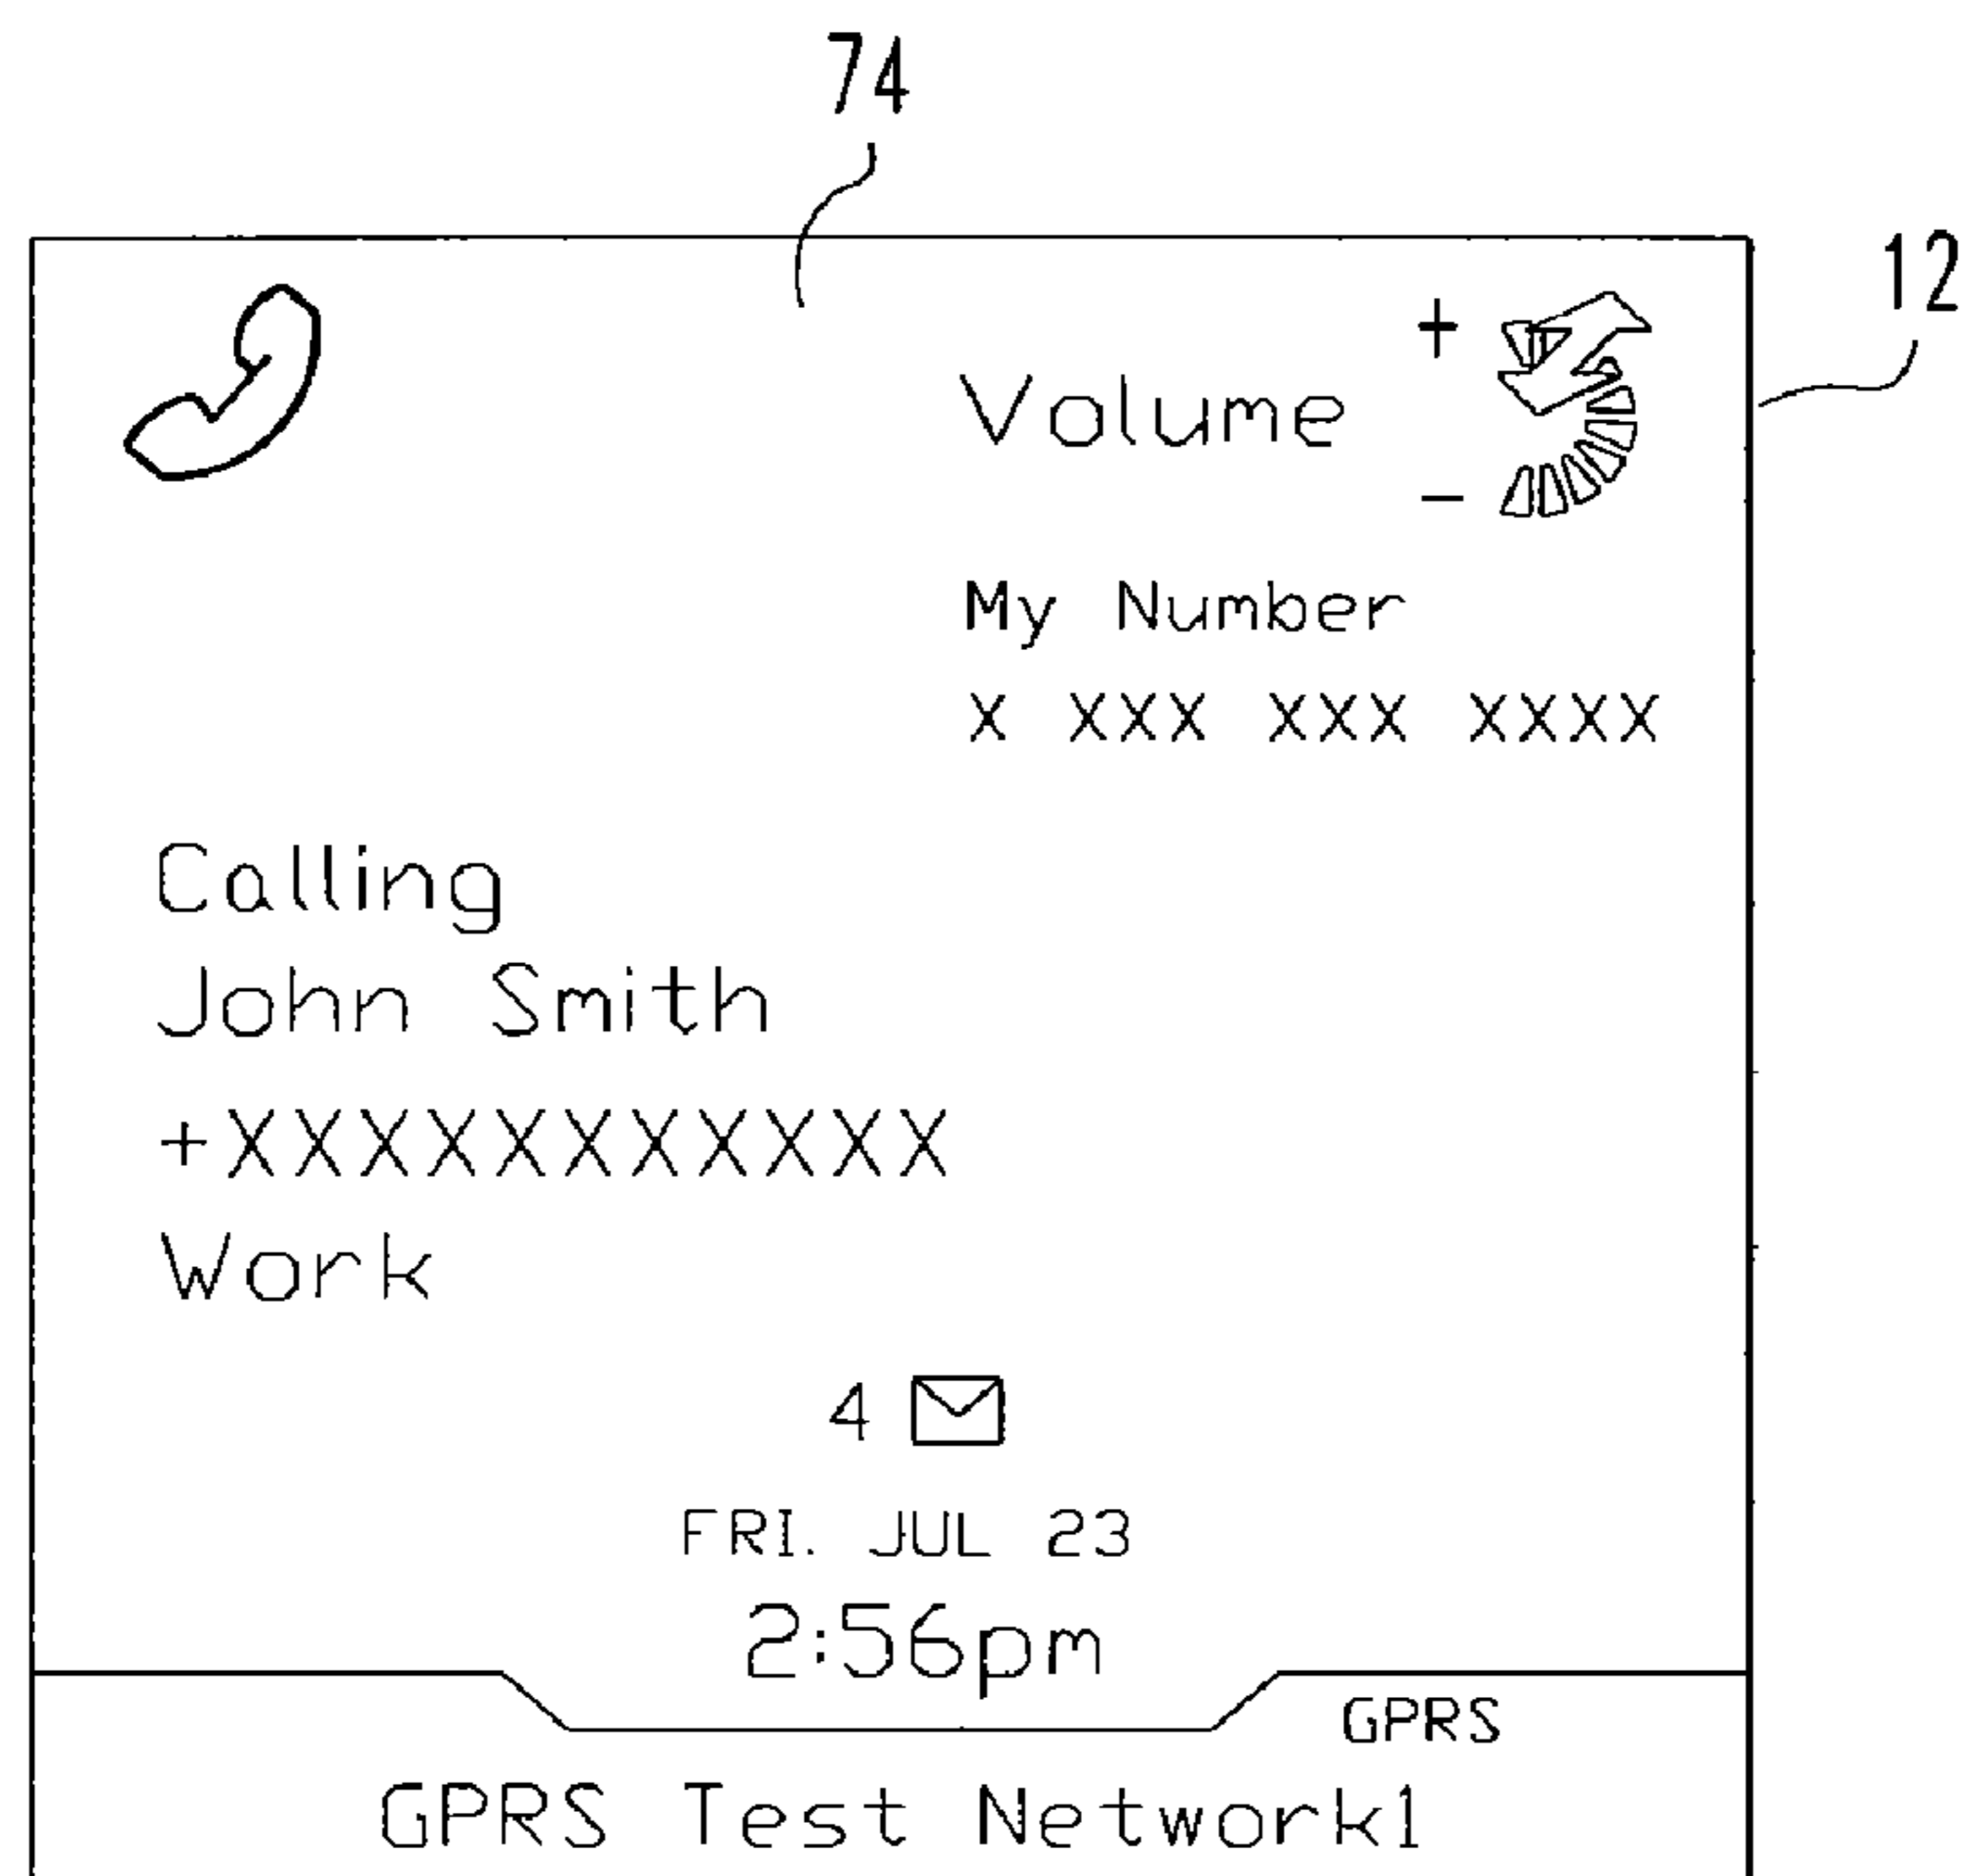 74
12
+
Volume
-
My Number
X XXX XXX XXXX
Calling
John Smith
+XXXXXXXXXXX
Work
4
FRI. JUL 23
2:56pm
GPRS
GPRS Test Network1